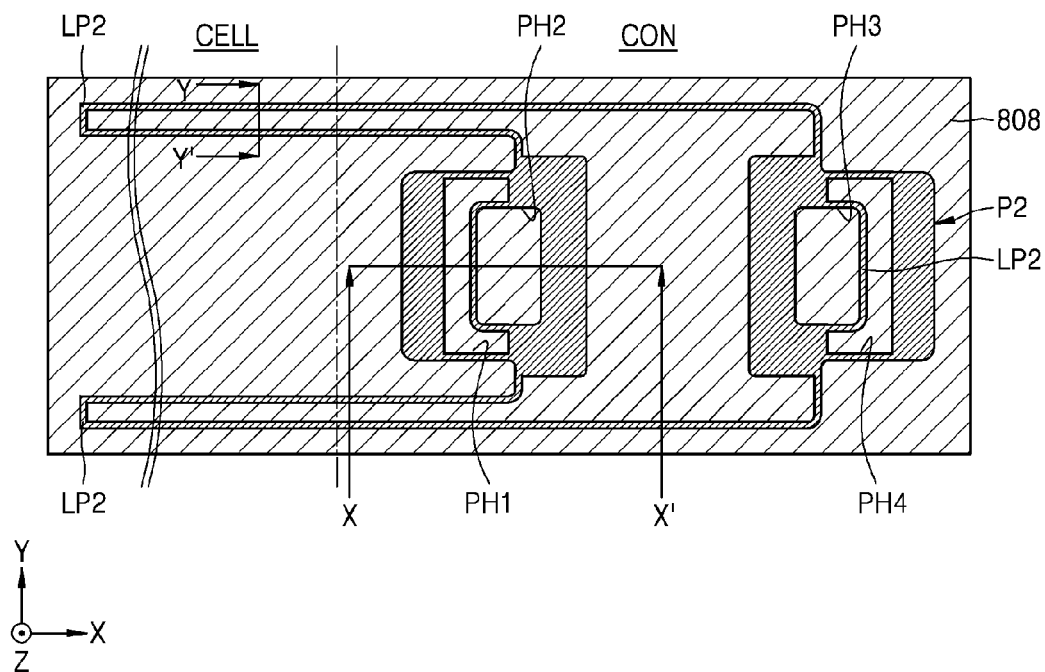 LP2 CELL PH2 CON PH3
Y
808
Y'
P2
LP2
LP2 X PH1 X' PH4
Y
X
Z